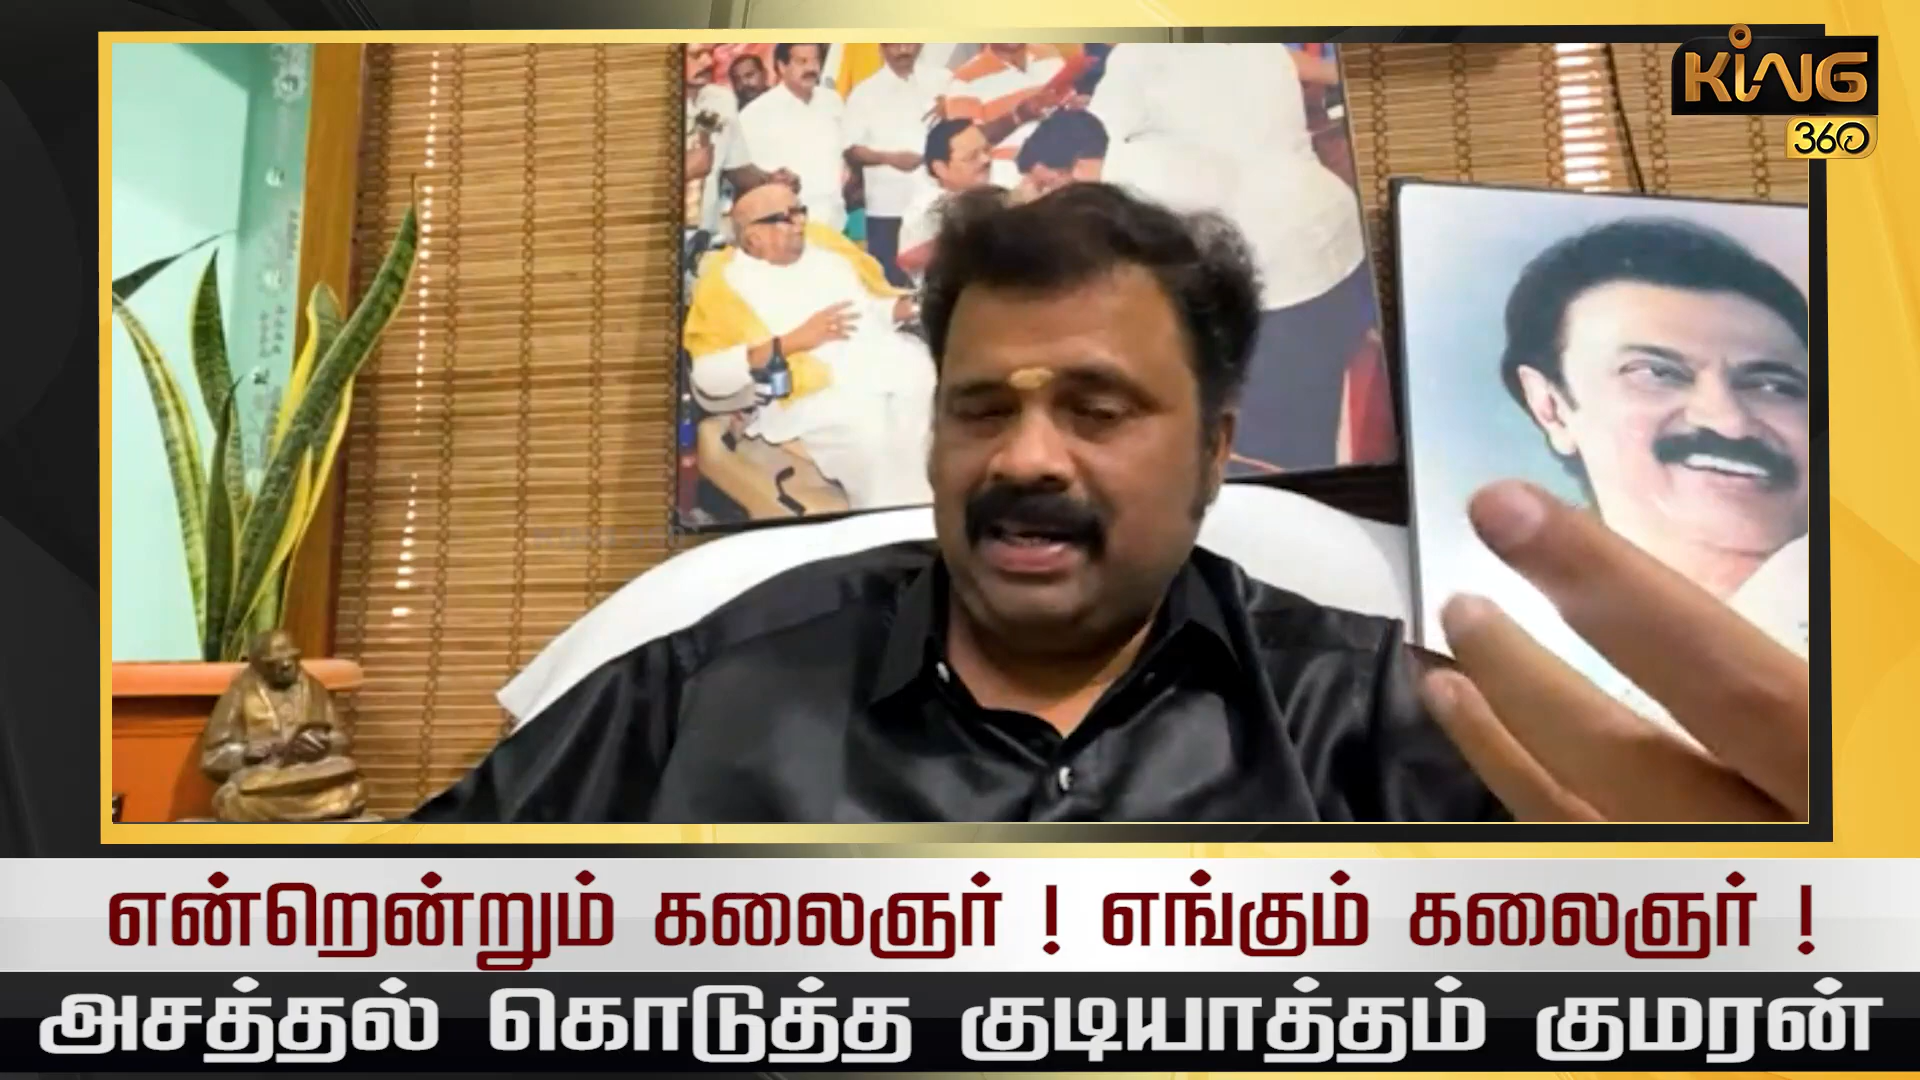 KING
360
என்றென்றும் கலைஞர் ! எங்கும் கலைஞர் !
அசத்தல் கொடுத்த குடியாத்தம் குமரன்